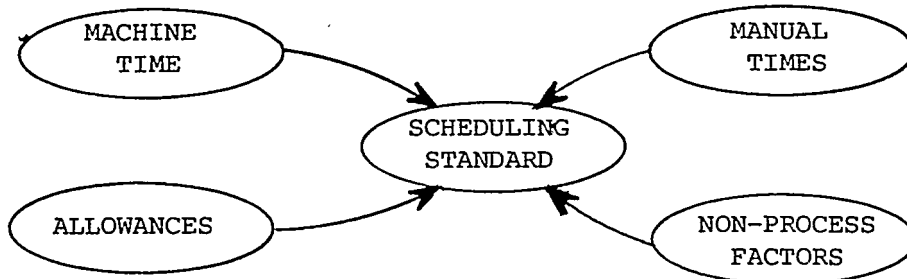 MACHINE
TIME
MANUAL
TIMES
SCHEDULING
STANDARD
ALLOWANCES
NON-PROCESS
FACTORS